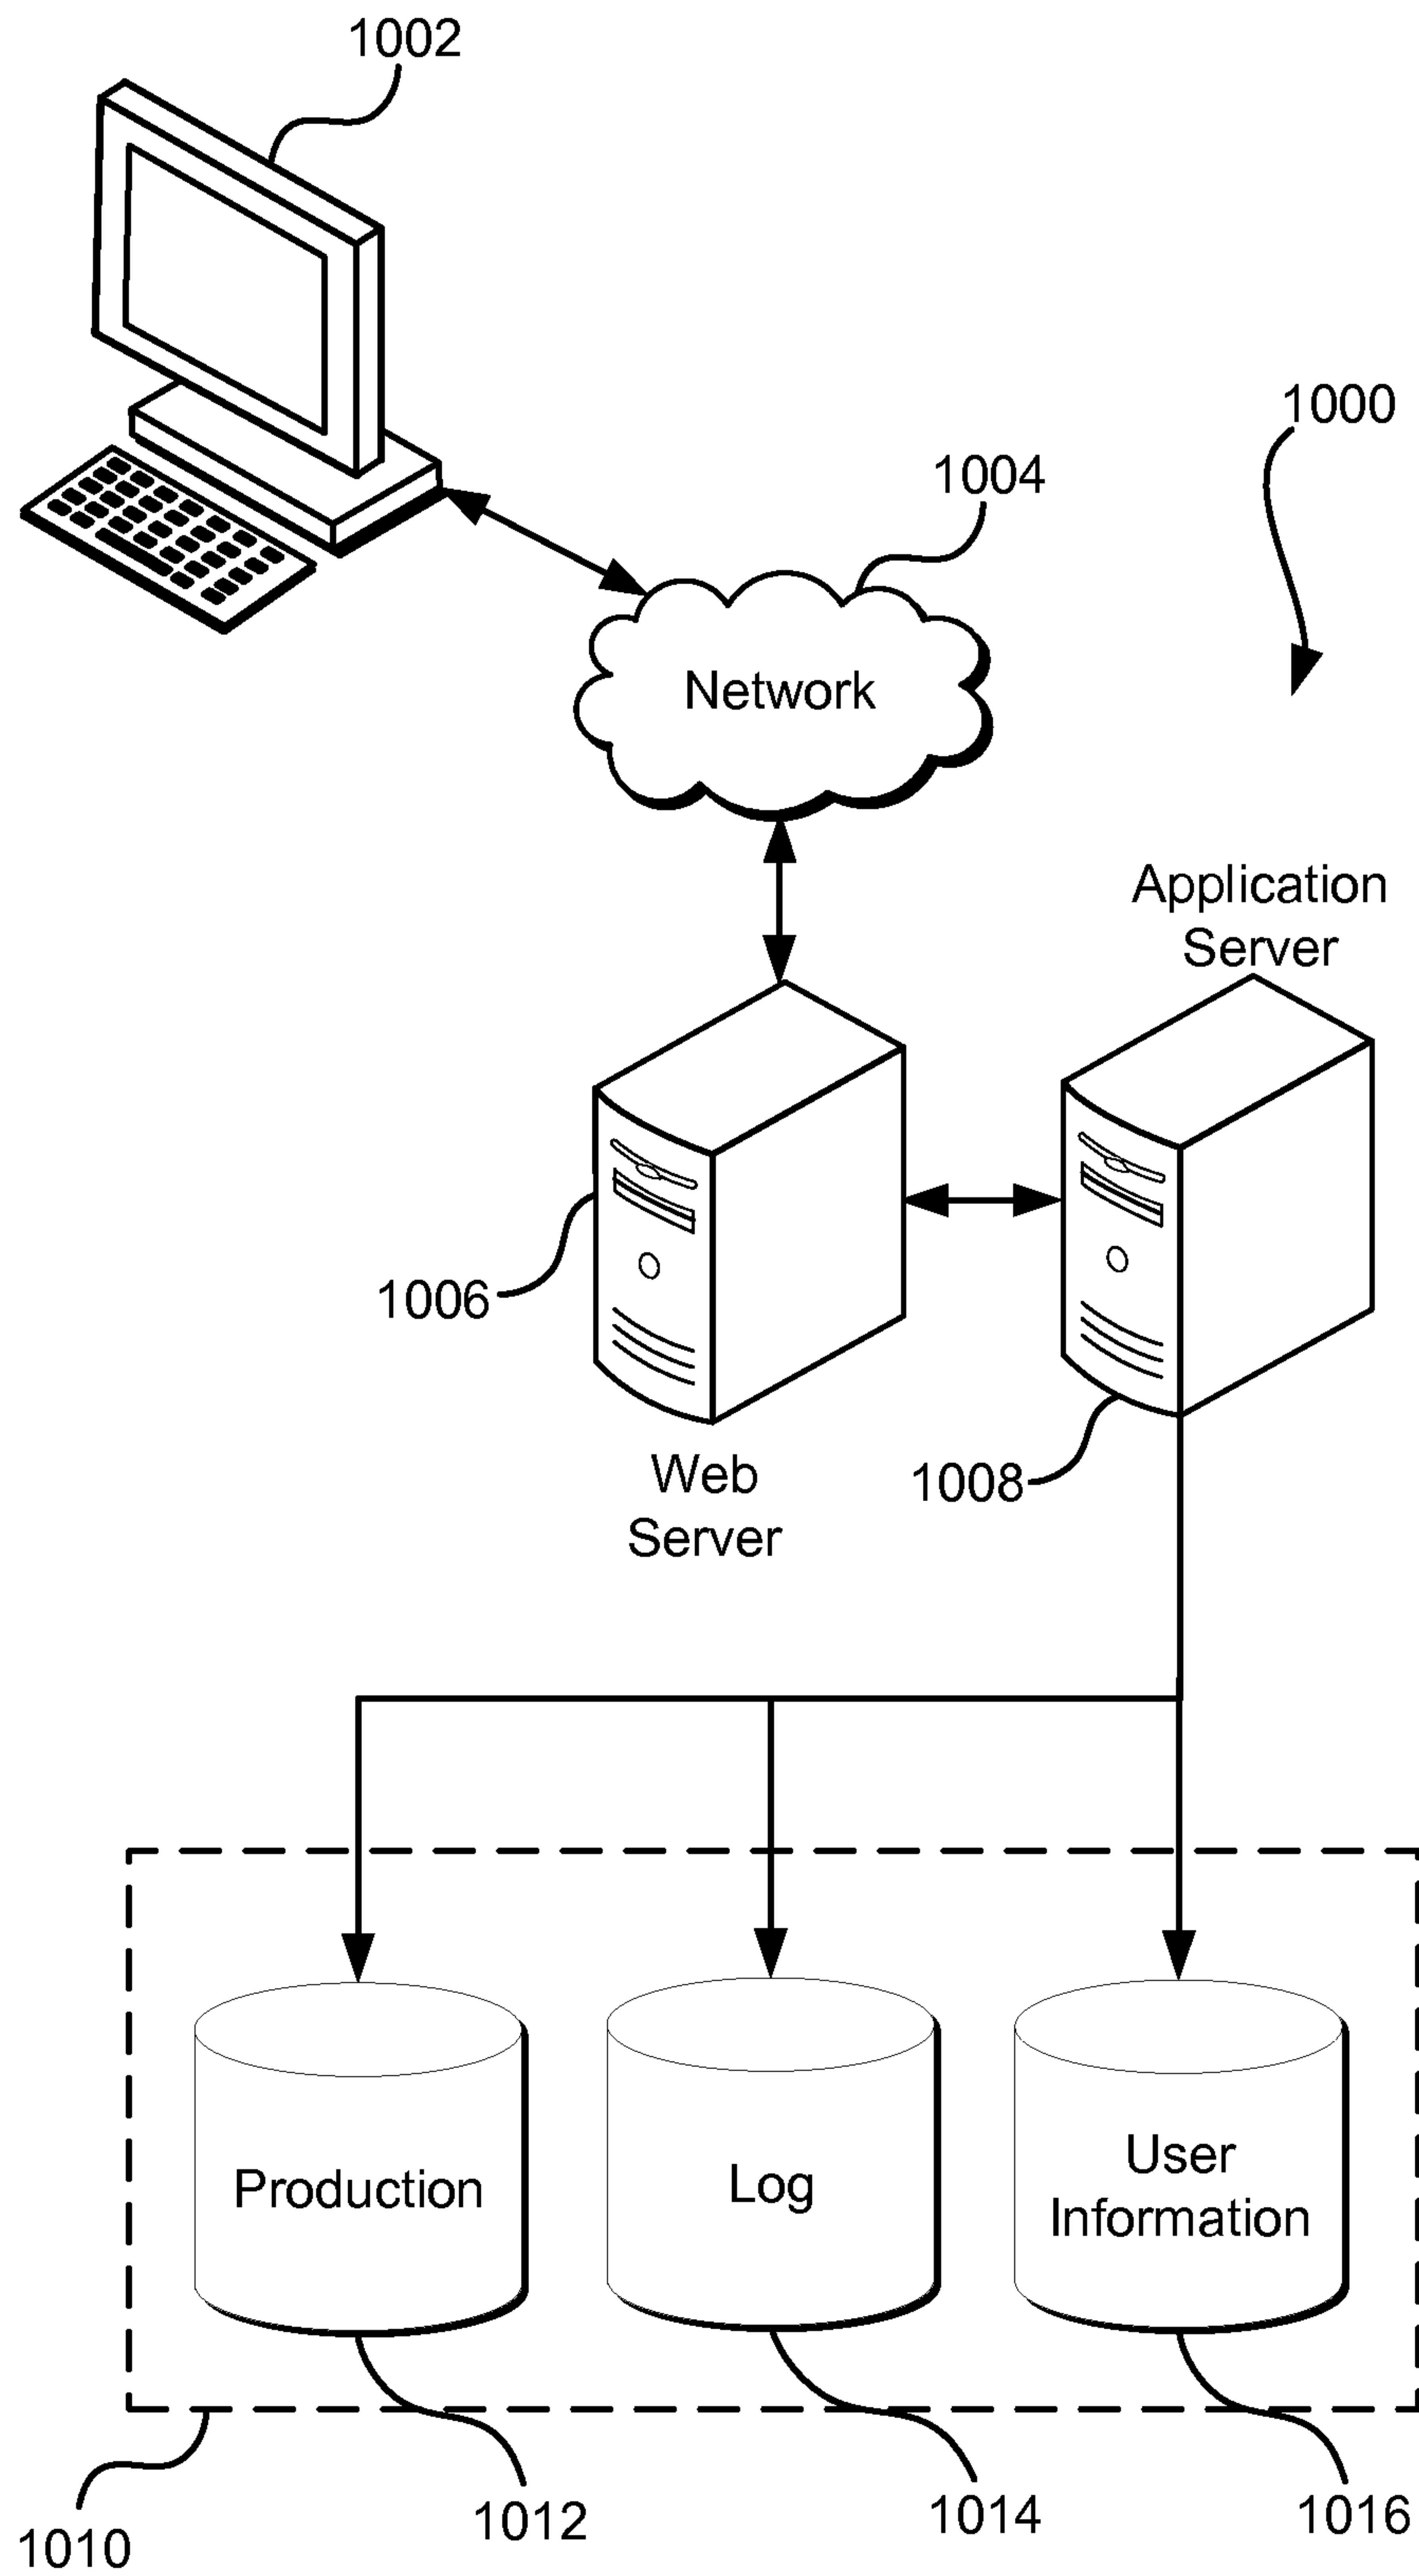 1002
1000
1004
Network
Application
Server
1006
Web
Server
1008
Production
Log
User
Information
1010
1012
1014
1016